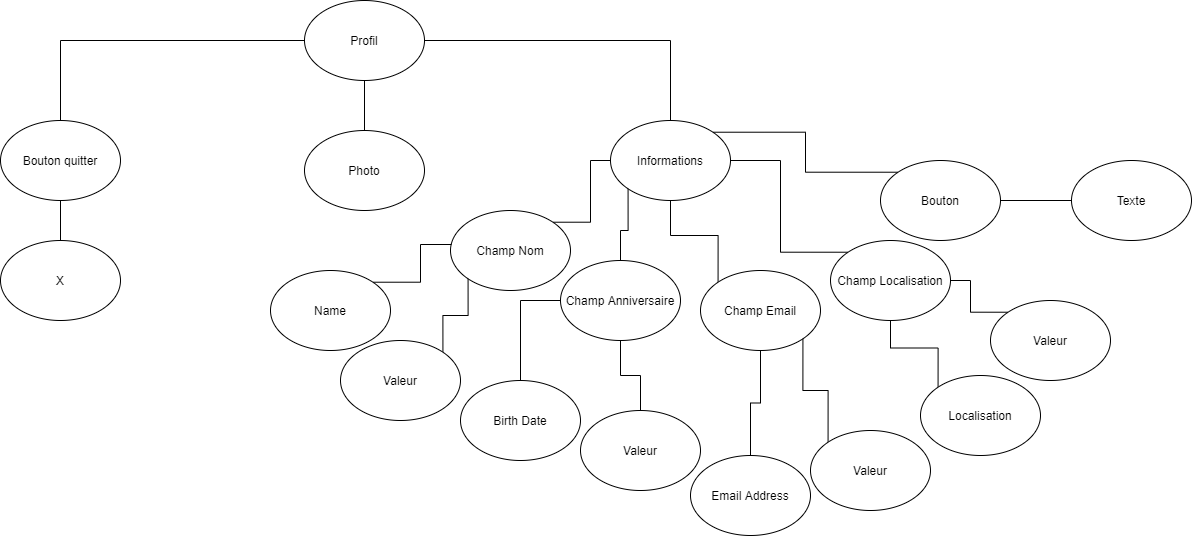 Profil
Bouton quitter
Photo
Informations
Bouton
Texte
X
Champ Nom
Champ Anniversaire
Champ Email
Champ Localisation
Name
Valeur
Birth Date
Valeur
Email Address
Valeur
Localisation
Valeur